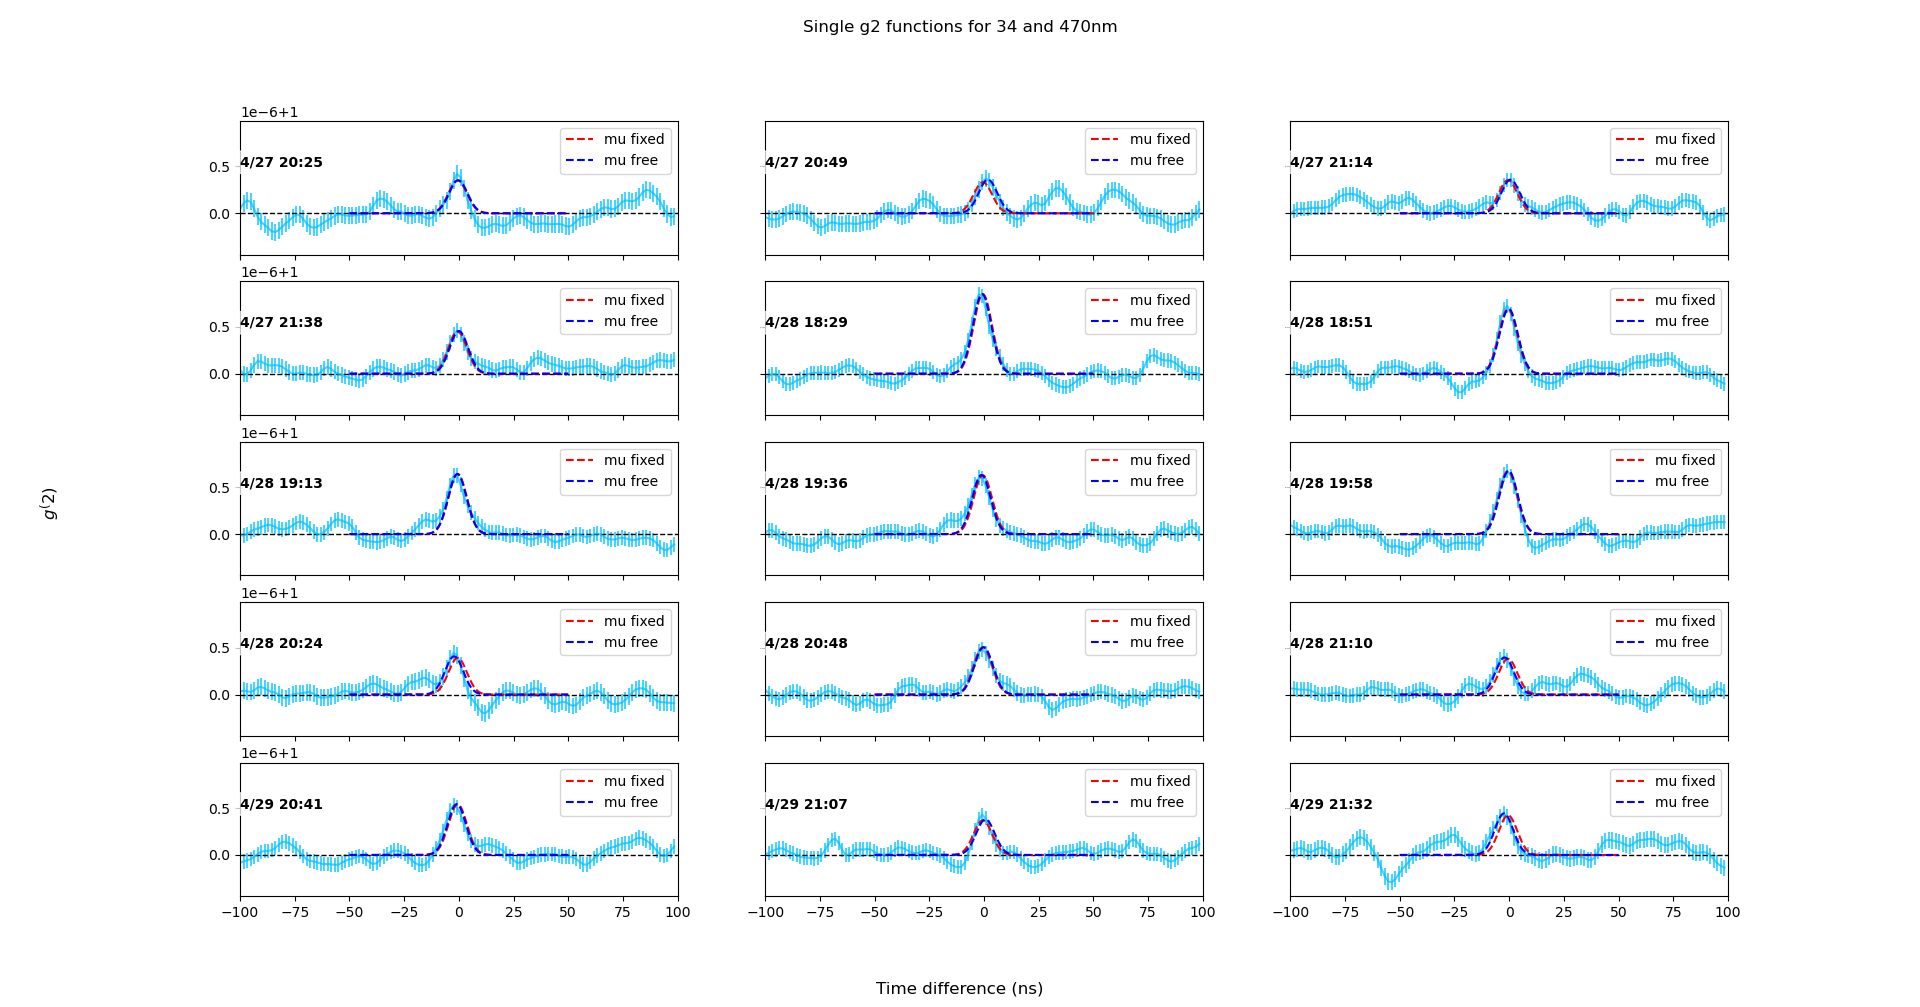 Single g2 functions for 34 and 470nm
1e−6+1
4/27 20:25
mu fixed
mu free
0.5
0.0
4/27 20:49
mu fixed
mu free
4/27 21:14
mu fixed
mu free
1e−6+1
4/27 21:38
mu fixed
mu free
0.5
0.0
4/28 18:29
mu fixed
mu free
4/28 18:51
mu fixed
mu free
1e−6+1
4/28 19:13
mu fixed
mu free
0.5
0.0
4/28 19:36
mu fixed
mu free
4/28 19:58
mu fixed
mu free
g(2)
1e−6+1
4/28 20:24
mu fixed
mu free
0.5
0.0
4/28 20:48
mu fixed
mu free
4/28 21:10
mu fixed
mu free
1e−6+1
4/29 20:41
mu fixed
mu free
0.5
0.0
4/29 21:07
mu fixed
mu free
4/29 21:32
mu fixed
mu free
−100 −75 −50 −25 0 25 50 75 100
−100 −75 −50 −25 0 25 50 75 100
−100 −75 −50 −25 0 25 50 75 100
Time difference (ns)